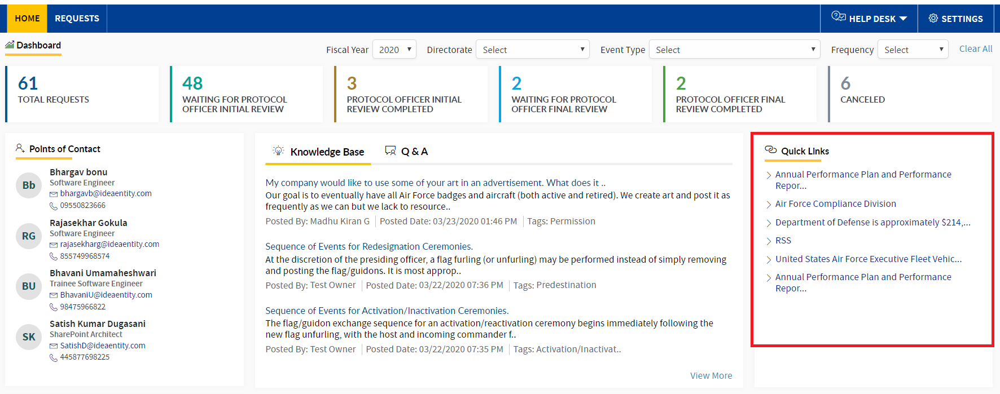 HOME
REQUESTS
HELP DESK
SETTINGS
Dashboard
Fiscal Year
2020
Directorate
Select
Event Type
Select
Frequency
Select
Clear All
61
TOTAL REQUESTS
48
WAITING FOR PROTOCOL
OFFICER INITIAL REVIEW
3
PROTOCOL OFFICER INITIAL
REVIEW COMPLETED
2
WAITING FOR PROTOCOL
OFFICER FINAL REVIEW
2
PROTOCOL OFFICER FINAL
REVIEW COMPLETED
6
CANCELED
Points of Contact
Bb
Bhargav bonu
Software Engineer
bhargavb@ideaentity.com
09550823666
RG
Rajasekhar Gokula
Software Engineer
rajasekharg@ideaentity.com
855749968574
BU
Bhavani Umamaheshwari
Trainee Software Engineer
BhavaniU@ideaentity.com
98475966822
SK
Satish Kumar Dugasani
SharePoint Architect
SatishD@ideaentity.com
445877698225
Knowledge Base
Q & A
My company would like to use some of your art in an advertisement. What does it ..
Our goal is to eventually have all Air Force badges and aircraft (both active and retired). We create art and post it as
frequently as we can but we lack to resource..
Posted By: Madhu Kiran G
Posted Date: 03/23/2020 01:46 PM
Tags: Permission
Sequence of Events for Redesignation Ceremonies.
At the discretion of the presiding officer, a flag furling (or unfurling) may be performed instead of simply removing
and posting the flag/guidons. It is most approp..
Posted By: Test Owner
Posted Date: 03/22/2020 07:36 PM
Tags: Predestination
Sequence of Events for Activation/Inactivation Ceremonies.
The flag/guidon exchange sequence for an activation/reactivation ceremony begins immediately following the
new flag unfurling, with the host and incoming commander f..
Posted By: Test Owner
Posted Date: 03/22/2020 07:35 PM
Tags: Activation/Inactivat..
View More
Quick Links
Annual Performance Plan and Performance
Repor...
Air Force Compliance Division
Department of Defense is approximately $214,...
RSS
United States Air Force Executive Fleet Vehic...
Annual Performance Plan and Performance
Repor...